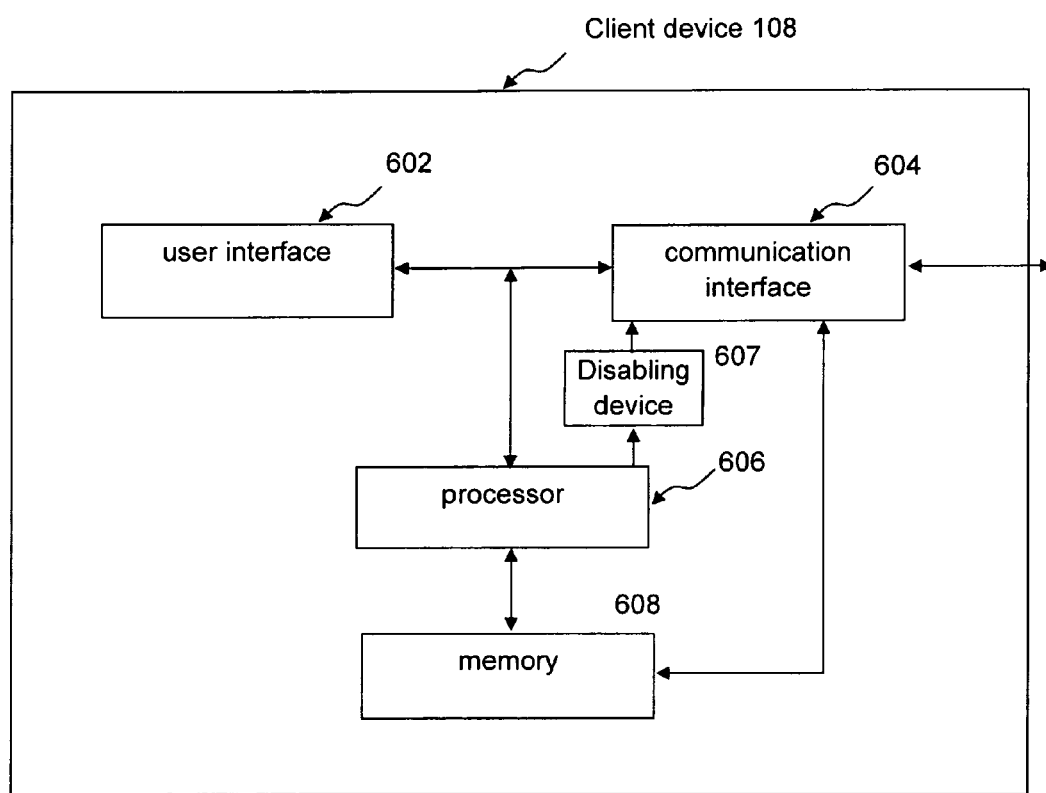 Client device 108
602
604
user interface
communication
interface
607
Disabling
device
606
processor
608
memory